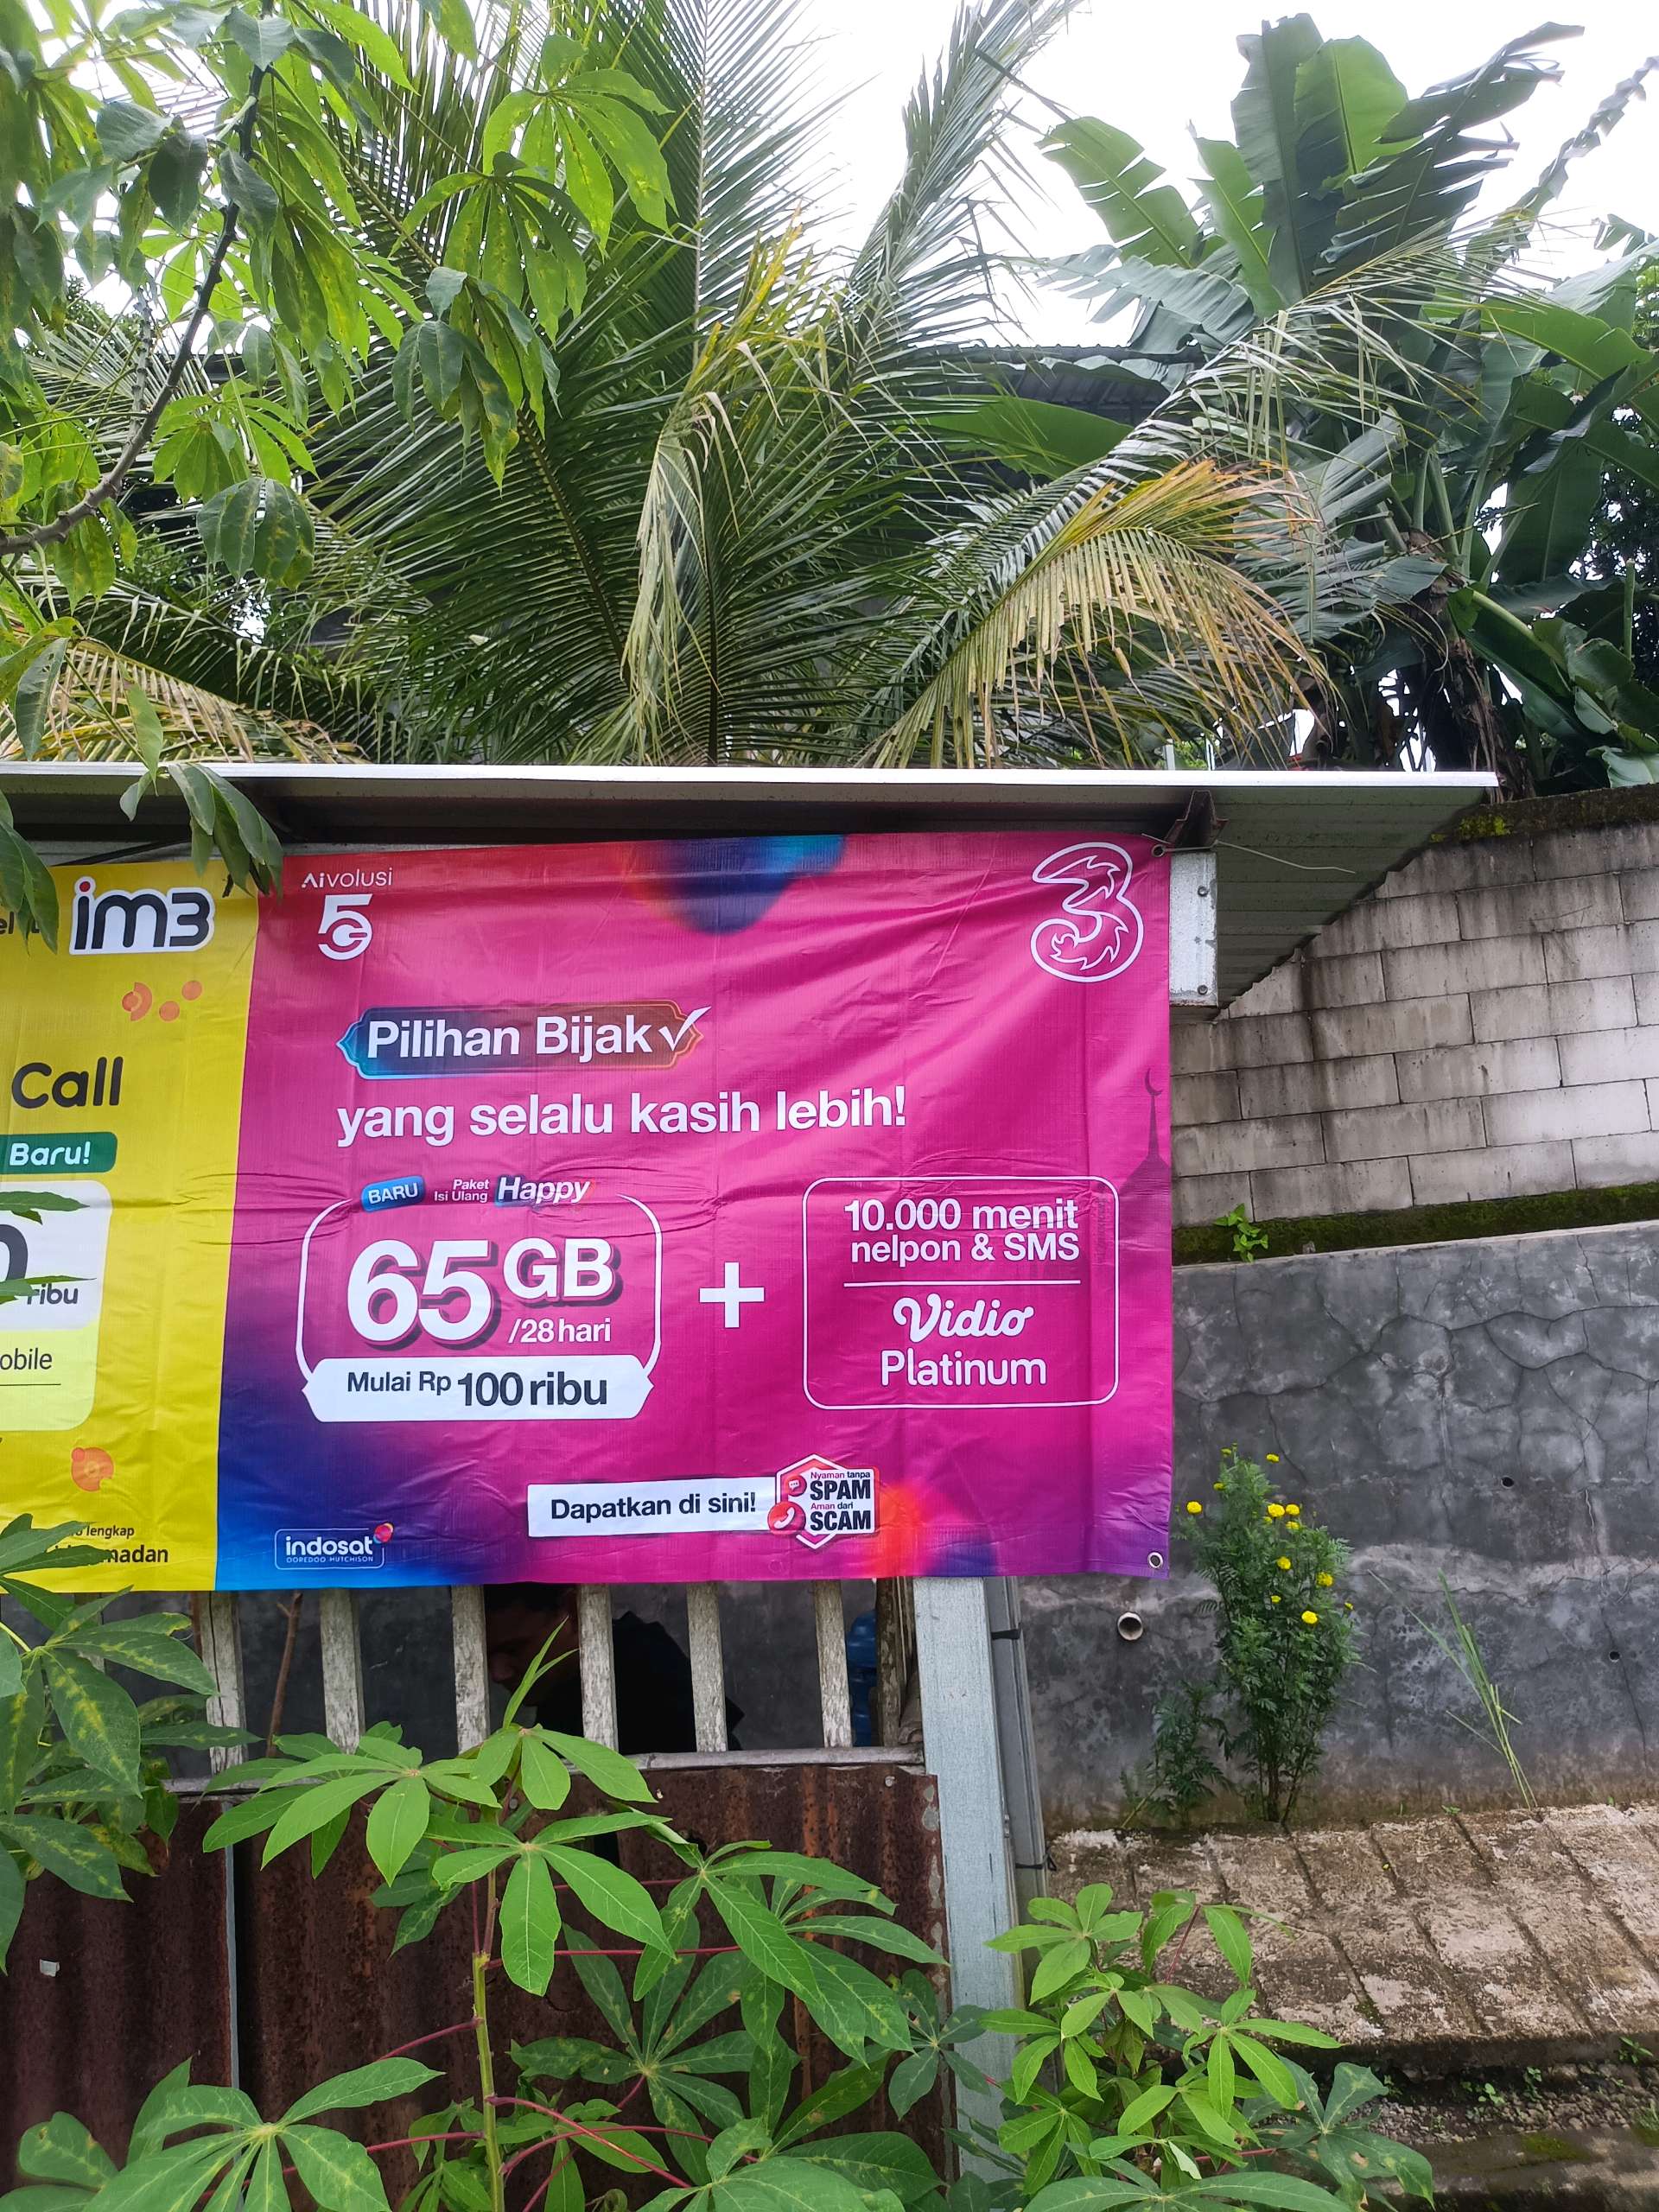 im3
Call
Baru!
ribu
lengkap
Aivolusi
5G
3
Pilihan Bijak
yang selalu kasih lebih!
BARU Paket Isi Ulang Happy
65 GB
/28 hari
Mulai Rp 100 ribu
+
10.000 menit
nelpon & SMS
Vidio
Platinum
Dapatkan di sini!
Nyaman tanpa
SPAM
Aman dari
SCAM
indosat
OOREDOO HUTCHISON